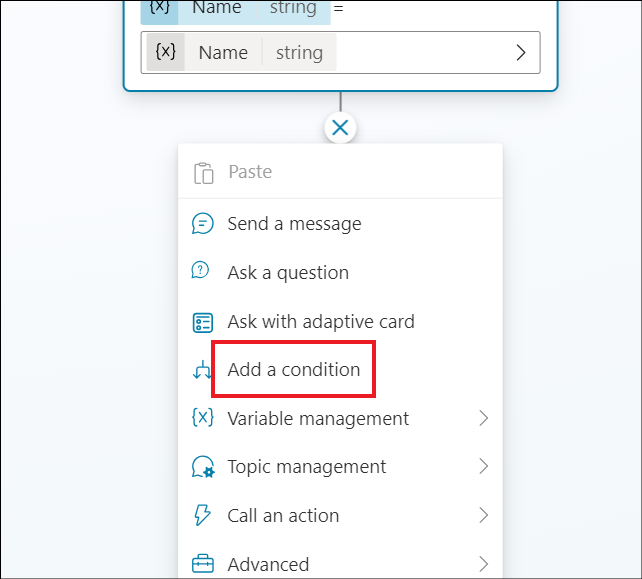 {x} Name string =
{x} Name string
Paste
Send a message
Ask a question
Ask with adaptive card
Add a condition
{x} Variable management
Topic management
Call an action
Advanced